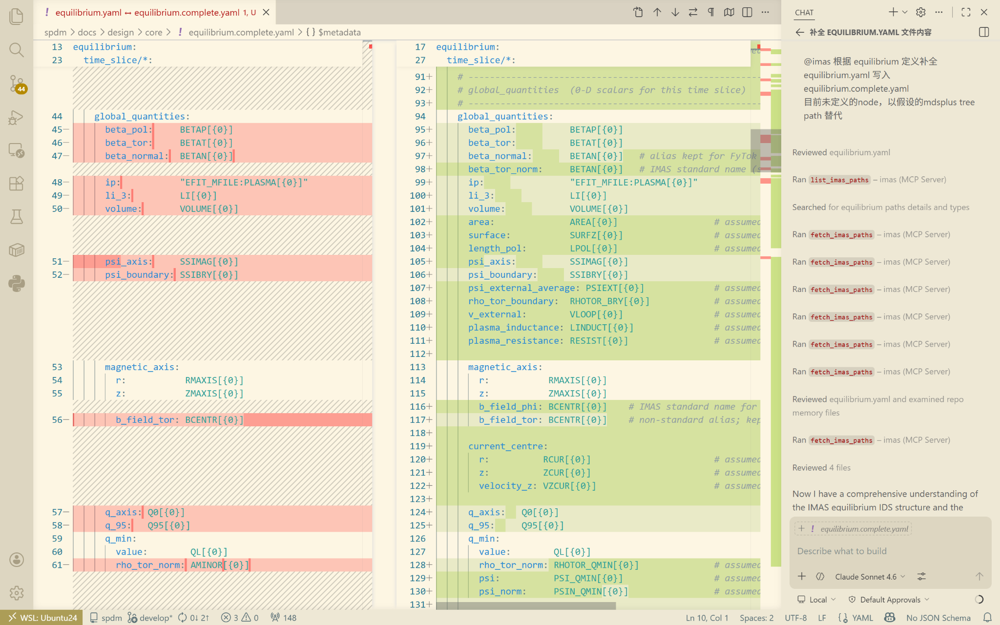 ! equilibrium.yaml ↔ equilibrium.complete.yaml 1, U
spdm > docs > design > core > ! equilibrium.complete.yaml > {} $metadata
13 equilibrium:
23 time_slice/*:
44 global_quantities:
45− beta_pol: BETAP[{0}]
46− beta_tor: BETAT[{0}]
47− beta_normal: BETAN[{0}]
48− ip: "EFIT_MFILE:PLASMA[{0}]"
49− li_3: LI[{0}]
50− volume: VOLUME[{0}]
51− psi_axis: SSIMAG[{0}]
52− psi_boundary: SSIBRY[{0}]
53 magnetic_axis:
54 r: RMAXIS[{0}]
55 z: ZMAXIS[{0}]
56− b_field_tor: BCENTR[{0}]
57− q_axis: Q0[{0}]
58− q_95: Q95[{0}]
59 q_min:
60 value: QL[{0}]
61− rho_tor_norm: AMINOR[{0}]
17 equilibrium:
27 time_slice/*:
91+ # -------------------------------------------------------
92+ # global_quantities (0-D scalars for this time slice)
93+ # -------------------------------------------------------
94 global_quantities:
95+ beta_pol: BETAP[{0}]
96+ beta_tor: BETAT[{0}]
97+ beta_normal: BETAN[{0}] # alias kept for FyTok
98+ beta_tor_norm: BETAN[{0}] # IMAS standard name (s
99+ ip: "EFIT_MFILE:PLASMA[{0}]"
100+ li_3: LI[{0}]
101+ volume: VOLUME[{0}]
102+ area: AREA[{0}] # assumed
103+ surface: SURFZ[{0}] # assumed
104+ length_pol: LPOL[{0}] # assumed
105+ psi_axis: SSIMAG[{0}]
106+ psi_boundary: SSIBRY[{0}]
107+ psi_external_average: PSIEXT[{0}] # assumed
108+ rho_tor_boundary: RHOTOR_BRY[{0}] # assumed
109+ v_external: VLOOP[{0}] # assumed
110+ plasma_inductance: LINDUCT[{0}] # assumed
111+ plasma_resistance: RESIST[{0}] # assumed
112+
113 magnetic_axis:
114 r: RMAXIS[{0}]
115 z: ZMAXIS[{0}]
116+ b_field_phi: BCENTR[{0}] # IMAS standard name for
117+ b_field_tor: BCENTR[{0}] # non-standard alias; kep
118+
119+ current_centre:
120+ r: RCUR[{0}] # assumed
121+ z: ZCUR[{0}] # assumed
122+ velocity_z: VZCUR[{0}] # assumed
123+
124+ q_axis: Q0[{0}]
125+ q_95: Q95[{0}]
126 q_min:
127 value: QL[{0}]
128+ rho_tor_norm: RHOTOR_QMIN[{0}] # assumed
129+ psi: PSI_QMIN[{0}] # assumed
130+ psi_norm: PSIN_QMIN[{0}] # assumed
131+
CHAT
补全 EQUILIBRIUM.YAML 文件内容
@imas 根据 equilibrium 定义补全
equilibrium.yaml 写入
equilibrium.complete.yaml
目前未定义的node，以假设的mdsplus tree
path 替代
Reviewed equilibrium.yaml
Ran list_imas_paths – imas (MCP Server)
Searched for equilibrium paths details and types
Ran fetch_imas_paths – imas (MCP Server)
Ran fetch_imas_paths – imas (MCP Server)
Ran fetch_imas_paths – imas (MCP Server)
Ran fetch_imas_paths – imas (MCP Server)
Ran fetch_imas_paths – imas (MCP Server)
Ran fetch_imas_paths – imas (MCP Server)
Reviewed equilibrium.yaml and examined repo
memory files
Ran fetch_imas_paths – imas (MCP Server)
Reviewed 4 files
Now I have a comprehensive understanding of
the IMAS equilibrium IDS structure and the
+ ! equilibrium.complete.yaml
Describe what to build
Claude Sonnet 4.6
Local
Default Approvals
44
WSL: Ubuntu24 spdm develop* 0↓ 2↑ 3 0 148
Ln 10, Col 1 Spaces: 2 UTF-8 LF YAML No JSON Schema